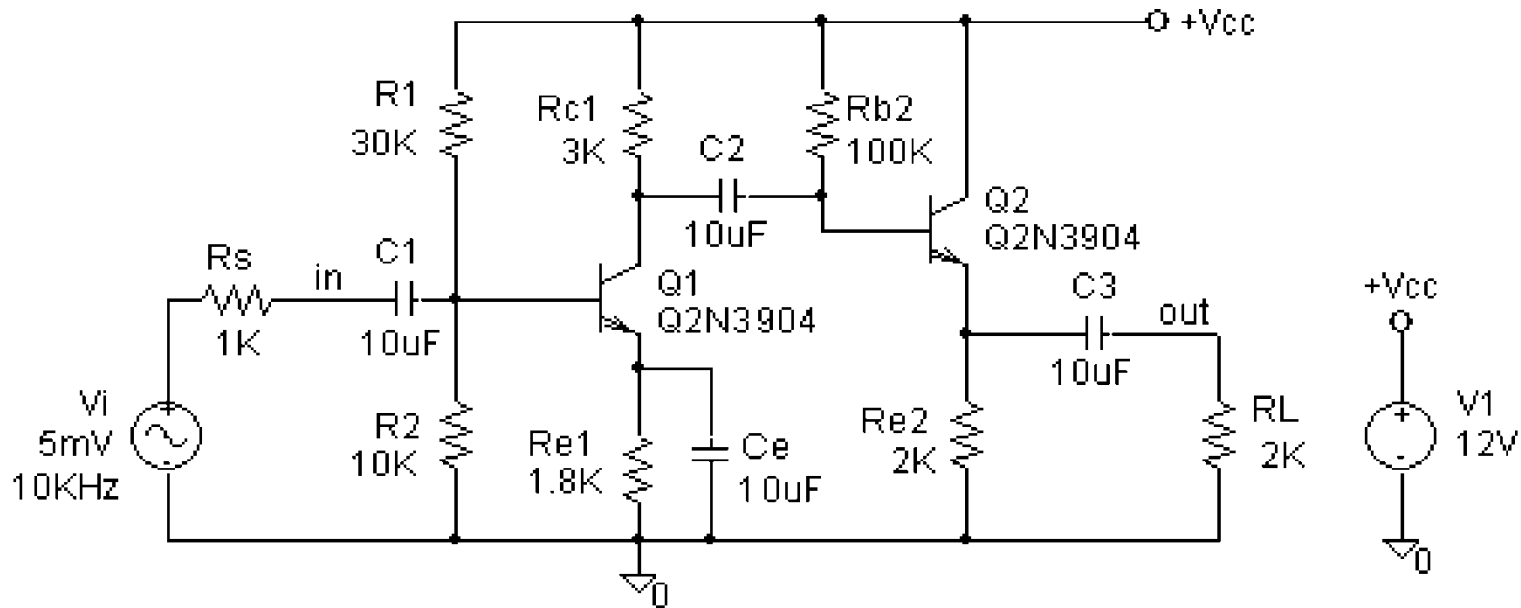 +Vcc
R1
30K
Rc1
3K
C2
10uF
Rb2
100K
Q2
Q2N3904
Rs
1K
in
C1
10uF
Q1
Q2N3904
C3
10uF
out
+Vcc
Vi
5mV
10KHz
R2
10K
Re1
1.8K
Ce
10uF
Re2
2K
RL
2K
+
-
V1
12V
0
0